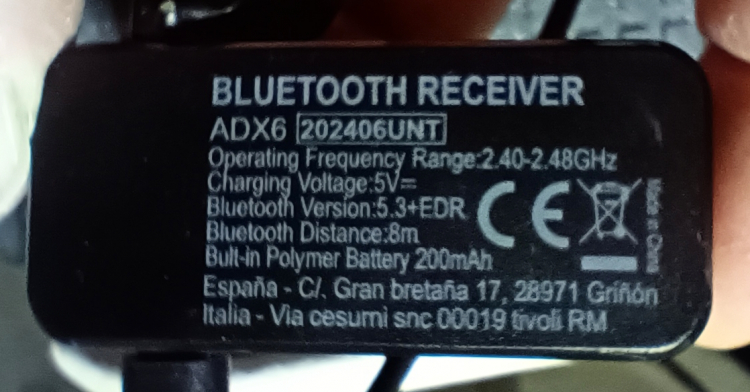 BLUETOOTH RECEIVER
ADX6 202406UNT
Operating Frequency Range:2.40-2.48GHz
Charging Voltage:5V=
Bluetooth Version:5.3+EDR
Bluetooth Distance:8m
Bult-in Polymer Battery 200mAh
CE
Made in China
España - C/. Gran bretaña 17, 28971 Griñón
Italia - Via cesumi snc 00019 tivoli RM